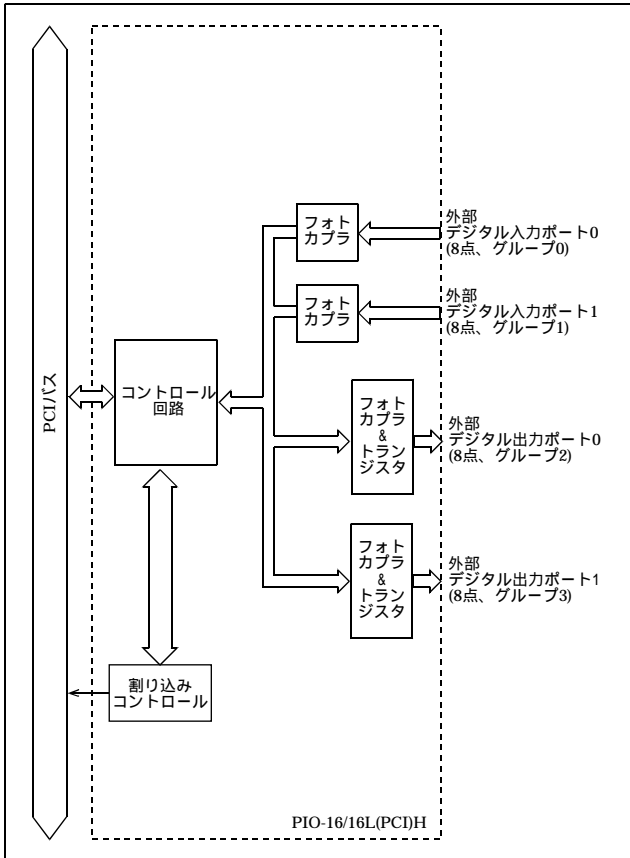 フォト
カプラ
外部
デジタル入力ポート0
(8点、グループ0)
フォト
カプラ
外部
デジタル入力ポート1
(8点、グループ1)
PCIバス
コントロール
回路
フォト
カプラ
&
トラン
ジスタ
外部
デジタル出力ポート0
(8点、グループ2)
フォト
カプラ
&
トラン
ジスタ
外部
デジタル出力ポート1
(8点、グループ3)
割り込み
コントロール
PIO-16/16L(PCI)H